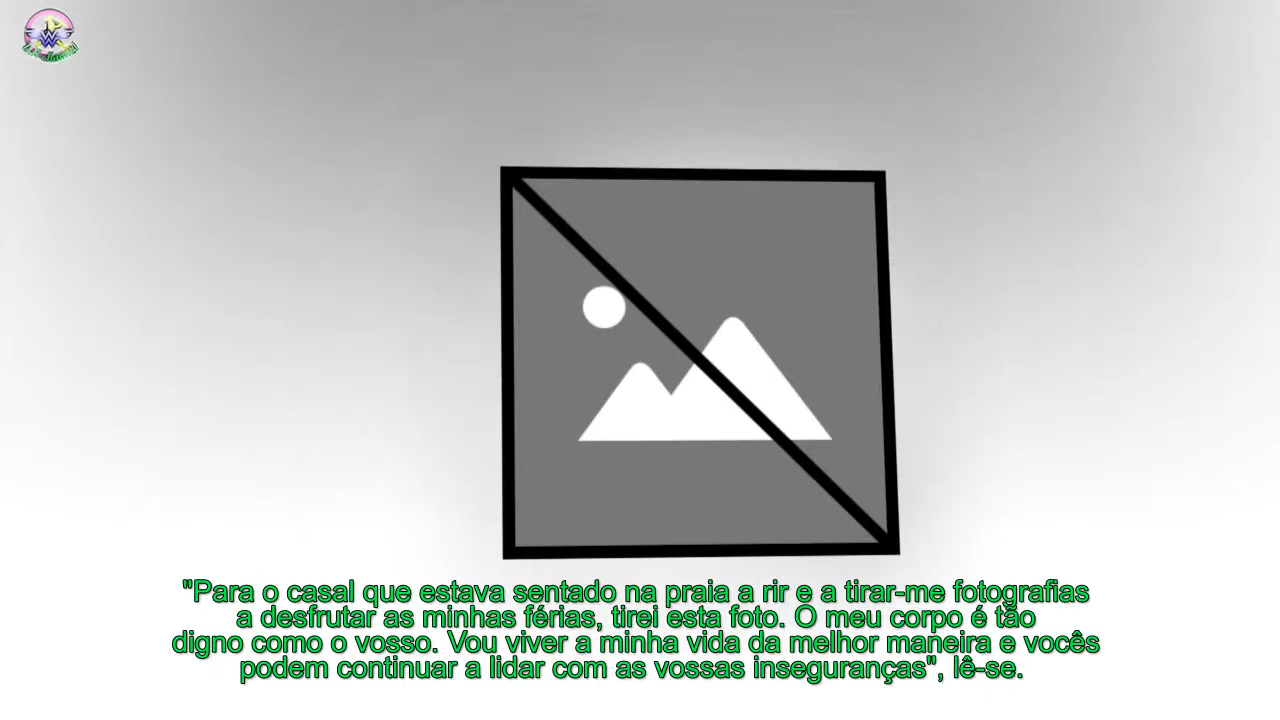 "Para o casal que estava sentado na praia a rir e a tirar-me fotografias
a desfrutar as minhas férias, tirei esta foto. O meu corpo é tão
digno como o vosso. Vou viver a minha vida da melhor maneira e vocês
podem continuar a lidar com as vossas inseguranças", lê-se.